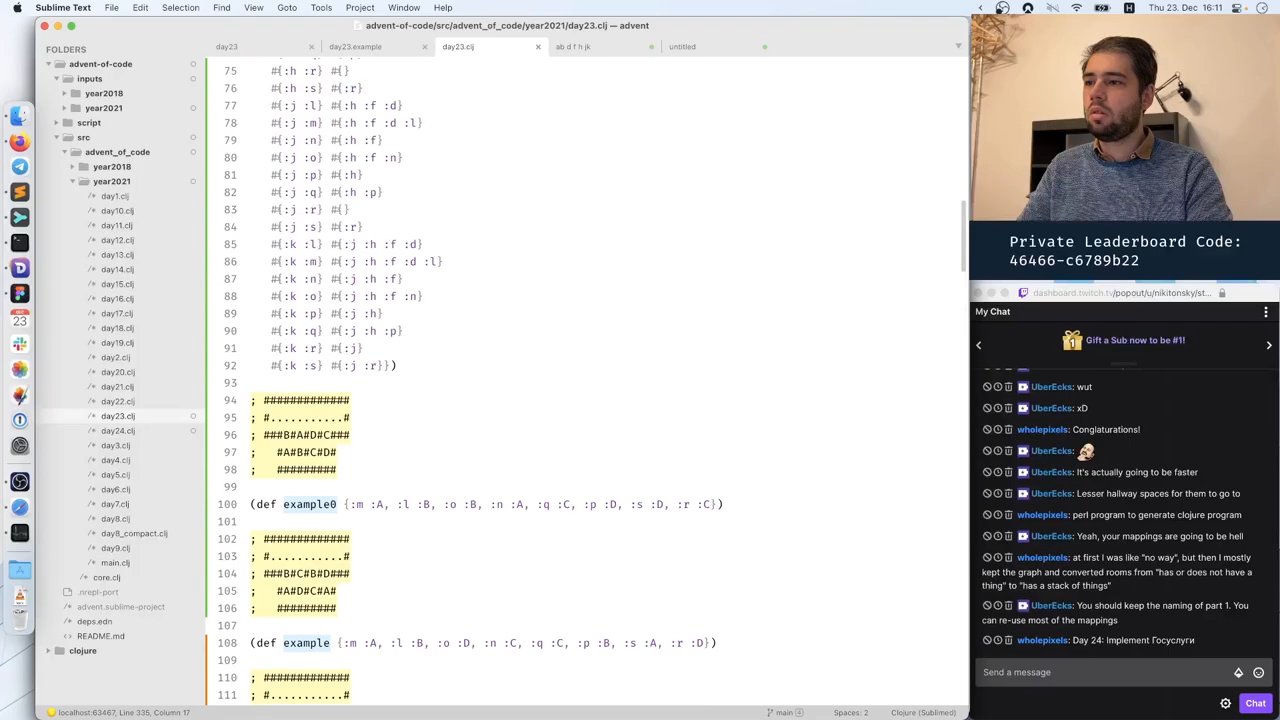 Sublime Text File Edit Selection Find View Goto Tools Project Window Help
Thu 23. Dec 16:11
advent-of-code/src/advent_of_code/year2021/day23.clj — advent
FOLDERS
advent-of-code
inputs
year2018
year2021
script
src
advent_of_code
year2018
year2021
day1.clj
day10.clj
day11.clj
day12.clj
day13.clj
day14.clj
day15.clj
day16.clj
day17.clj
day18.clj
day19.clj
day2.clj
day20.clj
day21.clj
day22.clj
day23.clj
day24.clj
day3.clj
day4.clj
day5.clj
day6.clj
day7.clj
day8.clj
day8_compact.clj
day9.clj
main.clj
core.clj
.nrepl-port
advent.sublime-project
deps.edn
README.md
clojure
day23
day23.example
day23.clj
ab d f h jk
untitled
75 #{:h :r} #{}
76 #{:h :s} #{:r}
77 #{:j :l} #{:h :f :d}
78 #{:j :m} #{:h :f :d :l}
79 #{:j :n} #{:h :f}
80 #{:j :o} #{:h :f :n}
81 #{:j :p} #{:h}
82 #{:j :q} #{:h :p}
83 #{:j :r} #{}
84 #{:j :s} #{:r}
85 #{:k :l} #{:j :h :f :d}
86 #{:k :m} #{:j :h :f :d :l}
87 #{:k :n} #{:j :h :f}
88 #{:k :o} #{:j :h :f :n}
89 #{:k :p} #{:j :h}
90 #{:k :q} #{:j :h :p}
91 #{:k :r} #{:j}
92 #{:k :s} #{:j :r}})
93
94 ; #############
95 ; #...........#
96 ; ###B#A#D#C###
97 ;   #A#B#C#D#
98 ;   #########
99
100 (def example0 {:m :A, :l :B, :o :B, :n :A, :q :C, :p :D, :s :D, :r :C})
101
102 ; #############
103 ; #...........#
104 ; ###B#C#B#D###
105 ;   #A#D#C#A#
106 ;   #########
107
108 (def example {:m :A, :l :B, :o :D, :n :C, :q :C, :p :B, :s :A, :r :D})
109
110 ; #############
111 ; #...........#
localhost:63467, Line 335, Column 17
main 4
Spaces: 2
Clojure (Sublimed)
Private Leaderboard Code:
46466-c6789b22
dashboard.twitch.tv/popout/u/nikitonsky/st...
My Chat
1
Gift a Sub now to be #1!
UberEcks: wut
UberEcks: xD
wholepixels: Conglaturations!
UberEcks:
UberEcks: It's actually going to be faster
UberEcks: Lesser hallway spaces for them to go to
wholepixels: perl program to generate clojure program
UberEcks: Yeah, your mappings are going to be hell
wholepixels: at first I was like "no way", but then I mostly
kept the graph and converted rooms from "has or does not have a
thing" to "has a stack of things"
UberEcks: You should keep the naming of part 1. You
can re-use most of the mappings
wholepixels: Day 24: Implement Госуслуги
Send a message
Chat